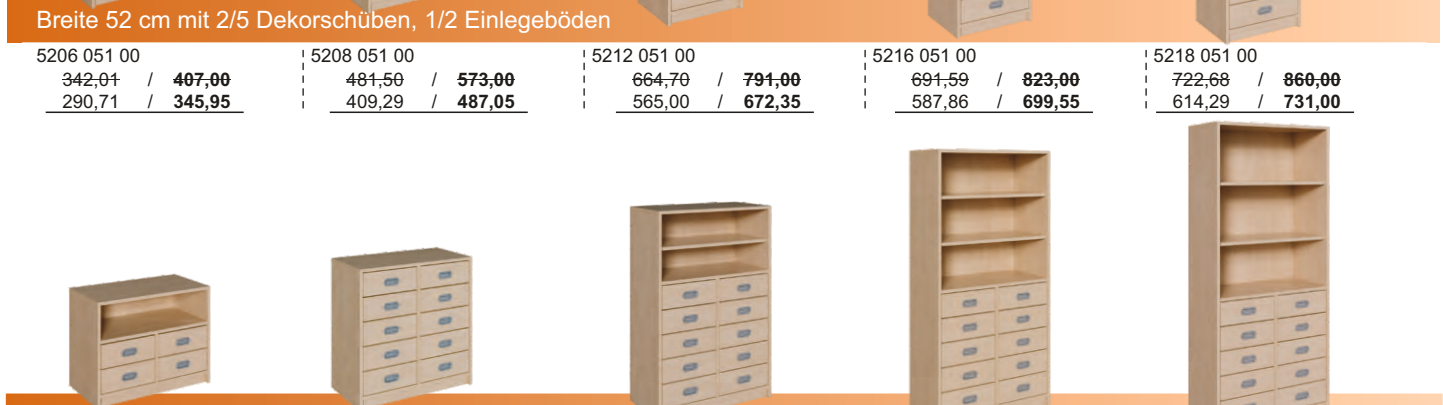 Breite 52 cm mit 2/5 Dekorschüben, 1/2 Einlegeböden
5206 051 00
342,01 / 407,00
290,71 / 345,95
5208 051 00
481,50 / 573,00
409,29 / 487,05
5212 051 00
664,70 / 791,00
565,00 / 672,35
5216 051 00
691,59 / 823,00
587,86 / 699,55
5218 051 00
722,68 / 860,00
614,29 / 731,00